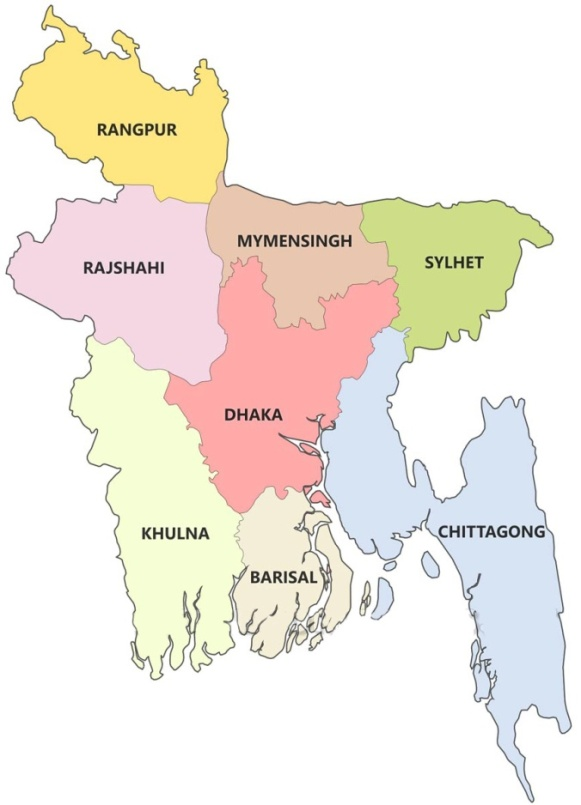 RANGPUR
MYMENSINGH
SYLHET
RAJSHAHI
DHAKA
KHULNA
CHITTAGONG
BARISAL